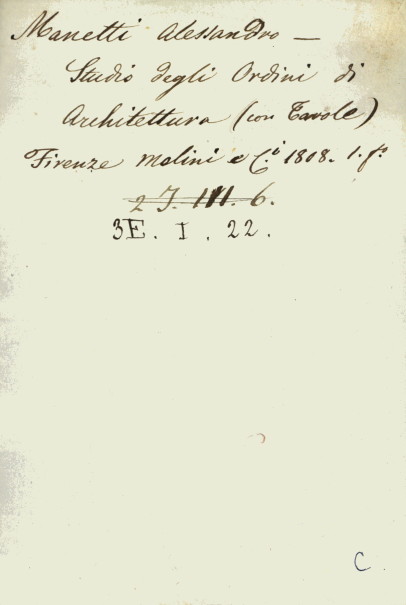 Manetti Alessandro —
Studio degli Ordini di
Architettura (con Tavole)
Firenze Molini e C.i 1808. 1. f.o
2 I. III. 6.
3E. I. 22.
C.